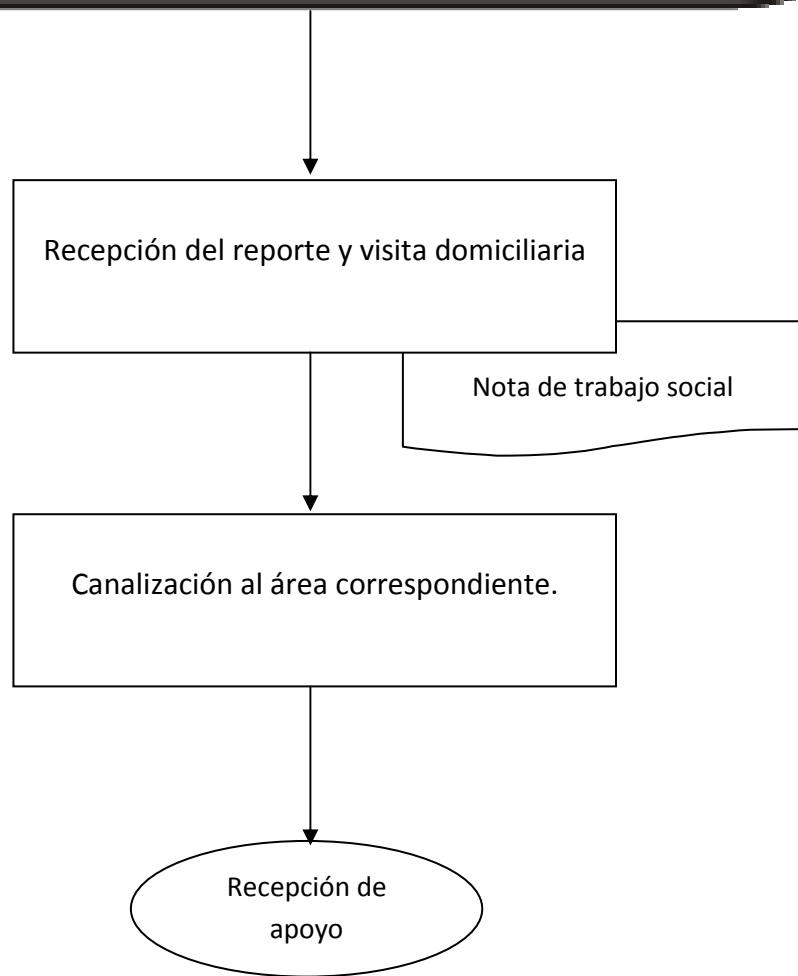 Recepción del reporte y visita domiciliaria
Nota de trabajo social
Canalización al área correspondiente.
Recepción de
apoyo